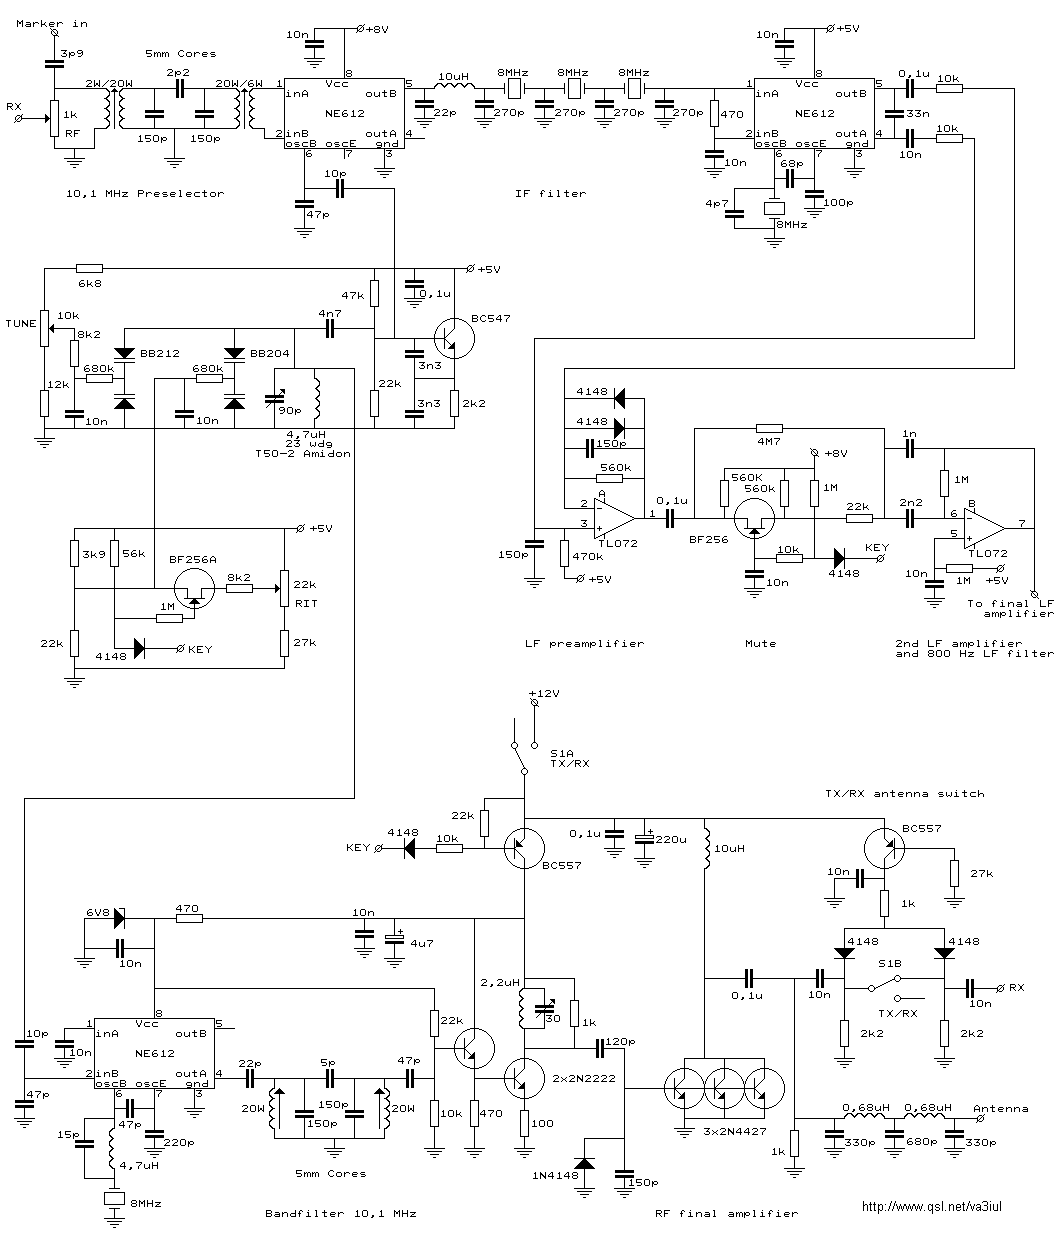 Marker in
3p9
5mm Cores
10n
+8V
10n
+5V
2W/20W
2p2
20W/6W
10uH
8MHz
8MHz
8MHz
0,1u
10k
RX
1k
RF
150p
150p
1
8
Vcc
5
inA
outB
NE612
2
inB
outA
4
oscB
oscE
gnd
6
7
3
22p
270p
270p
270p
270p
470
10n
1
8
Vcc
5
inA
outB
NE612
2
inB
outA
4
oscB
oscE
gnd
6
7
3
33n
10k
10n
10,1 MHz Preselector
10p
47p
IF filter
68p
4p7
100p
8MHz
6k8
+5V
0,1u
47k
TUNE
10k
8k2
BB212
BB204
4n7
BC547
680k
680k
3n3
12k
10n
10n
90p
22k
3n3
2k2
4,7uH
23 wdg
T50-2 Amidon
4148
4148
150p
560k
4M7
1n
+8V
560K
560k
1M
1M
2
A
3
1
TL072
0,1u
BF256
22k
2n2
6
B
5
7
TL072
150p
470k
+5V
10k
KEY
4148
10n
10n
1M
+5V
To final LF
amplifier
LF preamplifier
Mute
2nd LF amplifier
and 800 Hz LF filter
+5V
3k9
56k
BF256A
8k2
22k
RIT
1M
22k
4148
KEY
27k
+12V
S1A
TX/RX
TX/RX antenna switch
22k
KEY
4148
10k
BC557
0,1u
+
220u
10uH
BC557
10n
27k
1k
6V8
470
10n
10n
+
4u7
4148
4148
S1B
2,2uH
30
1k
0,1u
10n
TX/RX
10n
RX
2k2
2k2
10p
10n
1
8
Vcc
5
inA
outB
NE612
2
inB
outA
4
oscB
oscE
gnd
6
7
3
22k
120p
22p
5p
47p
2x2N2222
47p
47p
15p
220p
4,7uH
8MHz
20W
150p
150p
20W
10k
470
100
3x2N4427
1N4148
150p
1k
0,68uH
0,68uH
Antenna
330p
680p
330p
5mm Cores
Bandfilter 10,1 MHz
RF final amplifier
http://www.qsl.net/va3iul